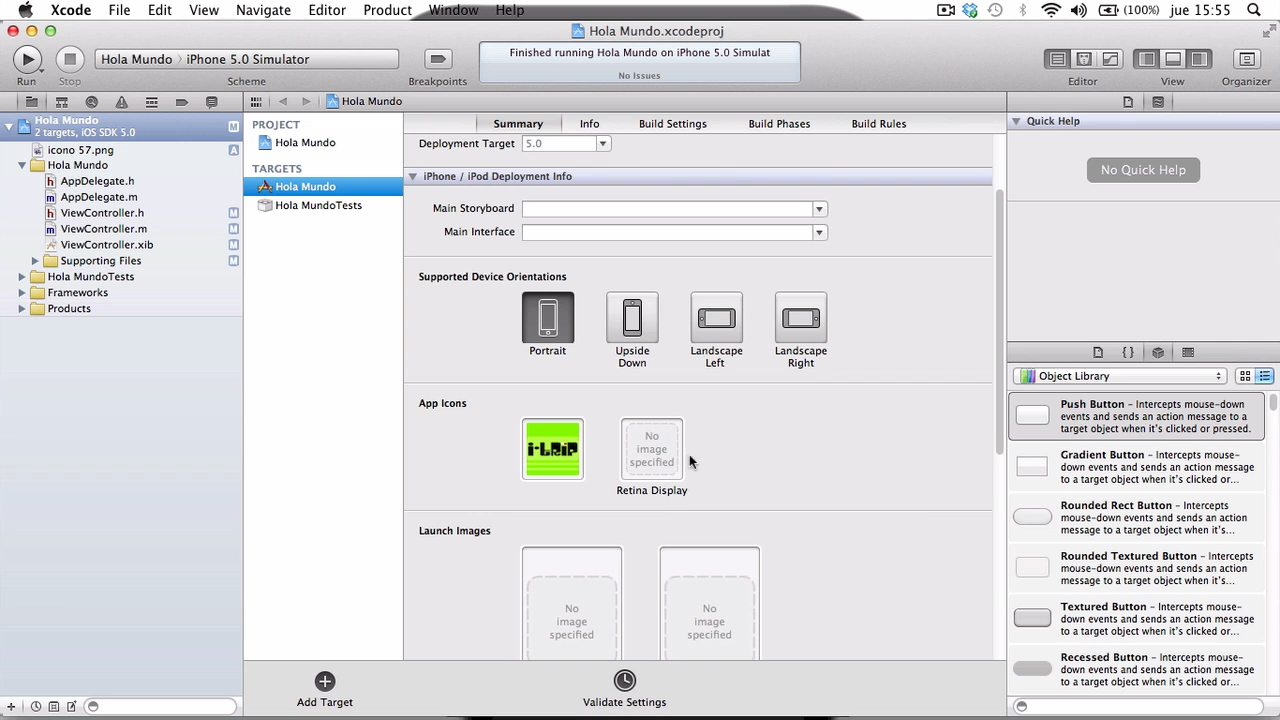 Xcode File Edit View Navigate Editor Product Window Help (100%) jue 15:55
Hola Mundo.xcodeproj
Hola Mundo iPhone 5.0 Simulator
Finished running Hola Mundo on iPhone 5.0 Simulat
No Issues
Run Stop Scheme Breakpoints Editor View Organizer
Hola Mundo
2 targets, iOS SDK 5.0
M
icono 57.png A
Hola Mundo
AppDelegate.h
AppDelegate.m
ViewController.h M
ViewController.m M
ViewController.xib M
Supporting Files M
Hola MundoTests
Frameworks
Products
Hola Mundo
PROJECT
Hola Mundo
TARGETS
Hola Mundo
Hola MundoTests
Summary Info Build Settings Build Phases Build Rules
Deployment Target 5.0
iPhone / iPod Deployment Info
Main Storyboard
Main Interface
Supported Device Orientations
Portrait
Upside
Down
Landscape
Left
Landscape
Right
App Icons
i-LRIP
No
image
specified
Retina Display
Launch Images
No
image
specified
No
image
specified
Add Target
Validate Settings
Quick Help
No Quick Help
{ }
Object Library
Push Button – Intercepts mouse-down
events and sends an action message to a
target object when it's clicked or pressed.
Gradient Button – Intercepts mouse-
down events and sends an action
message to a target object when it's
clicked or...
Rounded Rect Button – Intercepts
mouse-down events and sends an
action message to a target object
when it's...
Rounded Textured Button – Intercepts
mouse-down events and sends an
action message to a target object
when it's...
Textured Button – Intercepts mouse-
down events and sends an action
message to a target object when it's
clicked or...
Recessed Button – Intercepts mouse-
down events and sends an action
message to a target object when it's
clicked or...